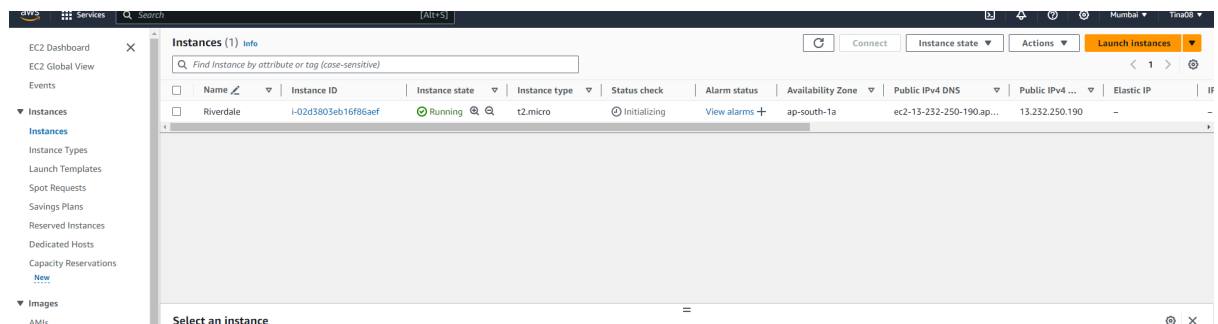 aws Services Search [Alt+S] Mumbai Tina08
EC2 Dashboard
EC2 Global View
Events
Instances
Instances
Instance Types
Launch Templates
Spot Requests
Savings Plans
Reserved Instances
Dedicated Hosts
Capacity Reservations
New
Images
AMIs
Instances (1) Info Connect Instance state Actions Launch instances
Find Instance by attribute or tag (case-sensitive) 1
Name Instance ID Instance state Instance type Status check Alarm status Availability Zone Public IPv4 DNS Public IPv4 ... Elastic IP
Riverdale i-02d3803eb16f86aef Running t2.micro Initializing View alarms + ap-south-1a ec2-13-232-250-190.ap... 13.232.250.190 – –
Select an instance